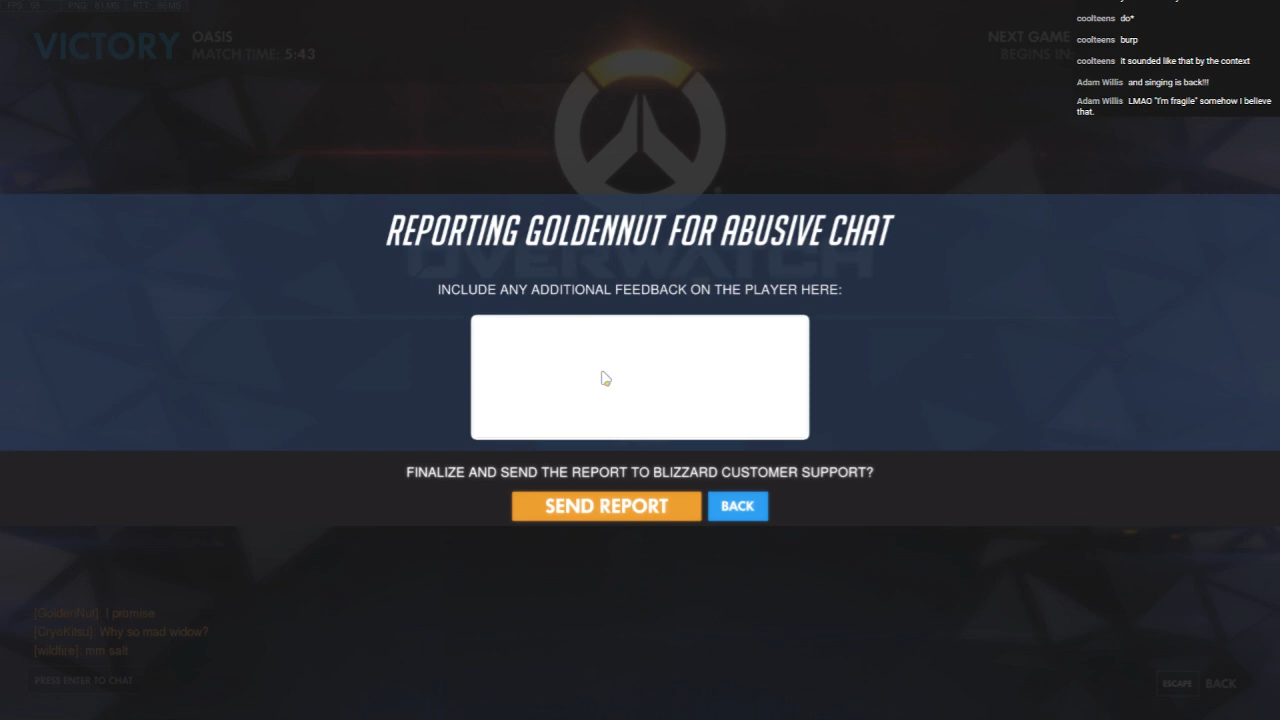 VICTORY
OASIS
MATCH TIME: 5:43
NEXT GAME
BEGINS IN:
coolteens do*
coolteens burp
coolteens It sounded like that by the context
Adam Willis and singing is back!!!
Adam Willis LMAO "I'm fragile" somehow I believe
that.
REPORTING GOLDENNUT FOR ABUSIVE CHAT
OVERWATCH
INCLUDE ANY ADDITIONAL FEEDBACK ON THE PLAYER HERE:
FINALIZE AND SEND THE REPORT TO BLIZZARD CUSTOMER SUPPORT?
SEND REPORT
BACK
[GoldenNut]: I promise
[CryoKitsu]: Why so mad widow?
[wildfire]: mm salt
PRESS ENTER TO CHAT
ESCAPE BACK